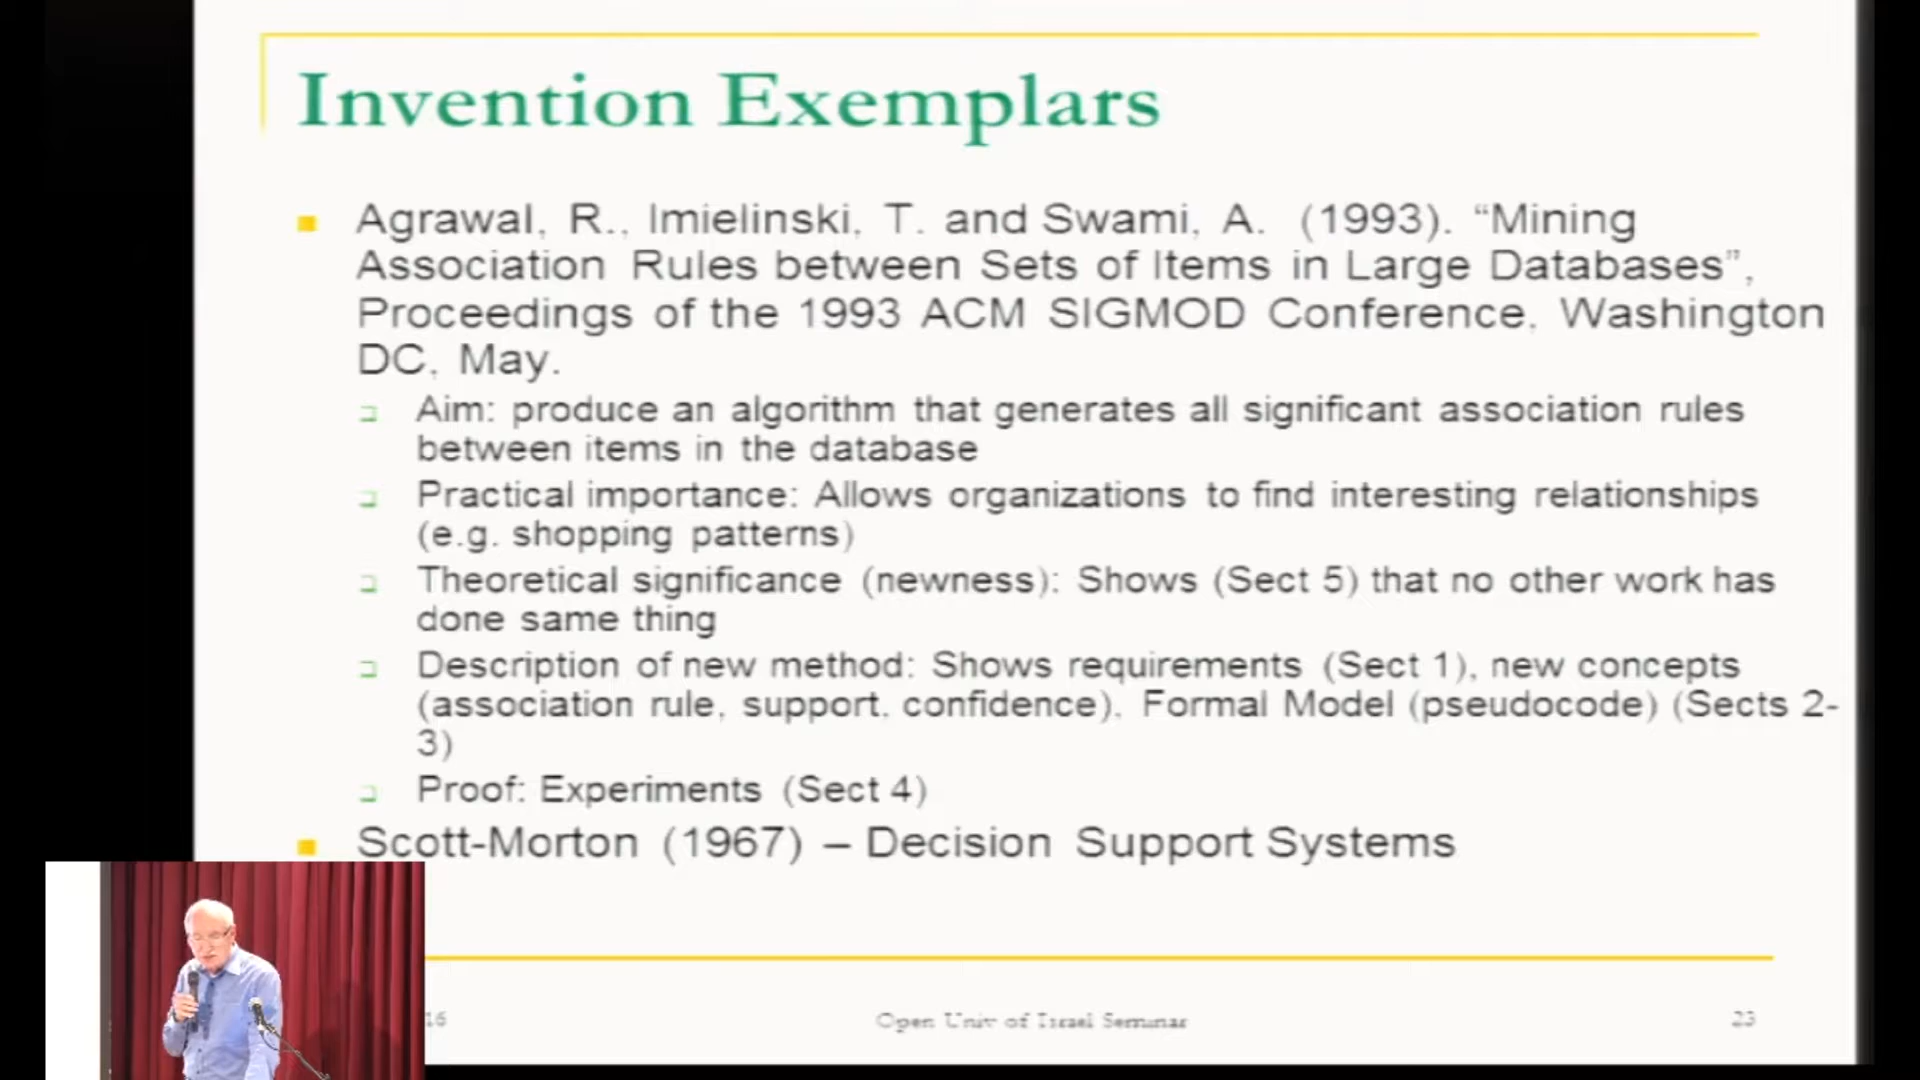 Invention Exemplars
Agrawal, R., Imielinski, T. and Swami, A. (1993). “Mining
Association Rules between Sets of Items in Large Databases”,
Proceedings of the 1993 ACM SIGMOD Conference, Washington
DC, May.
Aim: produce an algorithm that generates all significant association rules
between items in the database
Practical importance: Allows organizations to find interesting relationships
(e.g. shopping patterns)
Theoretical significance (newness): Shows (Sect 5) that no other work has
done same thing
Description of new method: Shows requirements (Sect 1), new concepts
(association rule, support, confidence), Formal Model (pseudocode) (Sects 2-
3)
Proof: Experiments (Sect 4)
Scott-Morton (1967) – Decision Support Systems
16 Open Univ of Israel Seminar 23